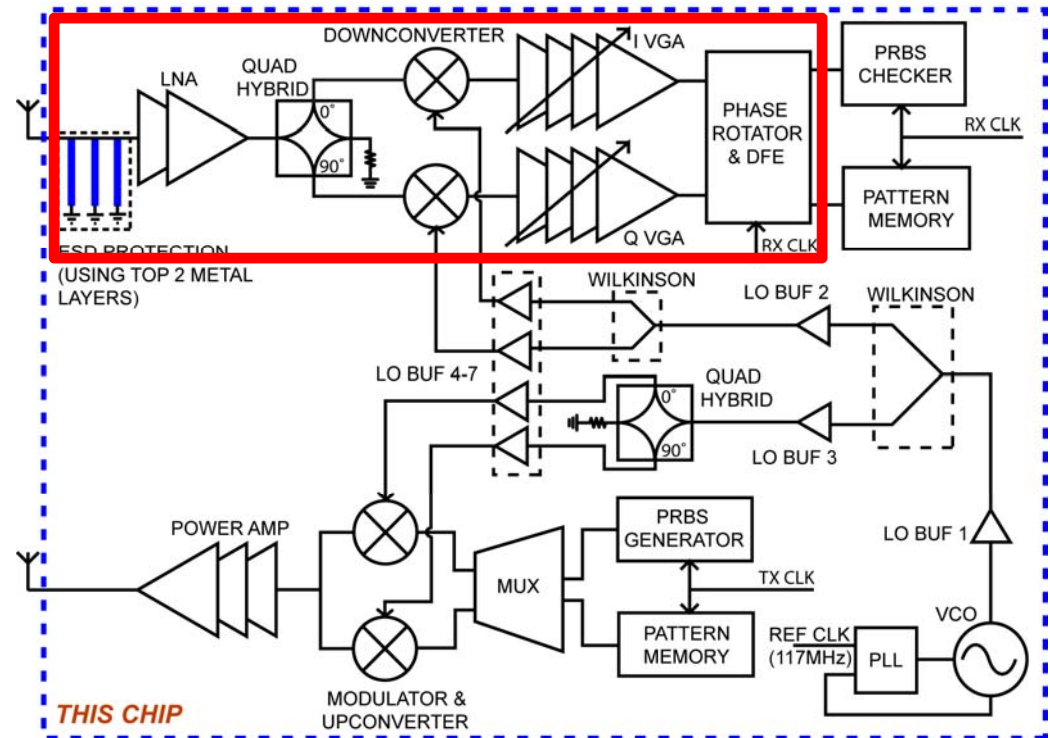 DOWNCONVERTER
I VGA
LNA
QUAD
HYBRID
0°
90°
PHASE
ROTATOR
& DFE
PRBS
CHECKER
RX CLK
PATTERN
MEMORY
Q VGA
RX CLK
ESD PROTECTION
(USING TOP 2 METAL
LAYERS)
WILKINSON
LO BUF 2
WILKINSON
LO BUF 4-7
QUAD
HYBRID
0°
90°
LO BUF 3
POWER AMP
PRBS
GENERATOR
LO BUF 1
MUX
TX CLK
VCO
PATTERN
MEMORY
REF CLK
(117MHz)
PLL
MODULATOR &
UPCONVERTER
THIS CHIP